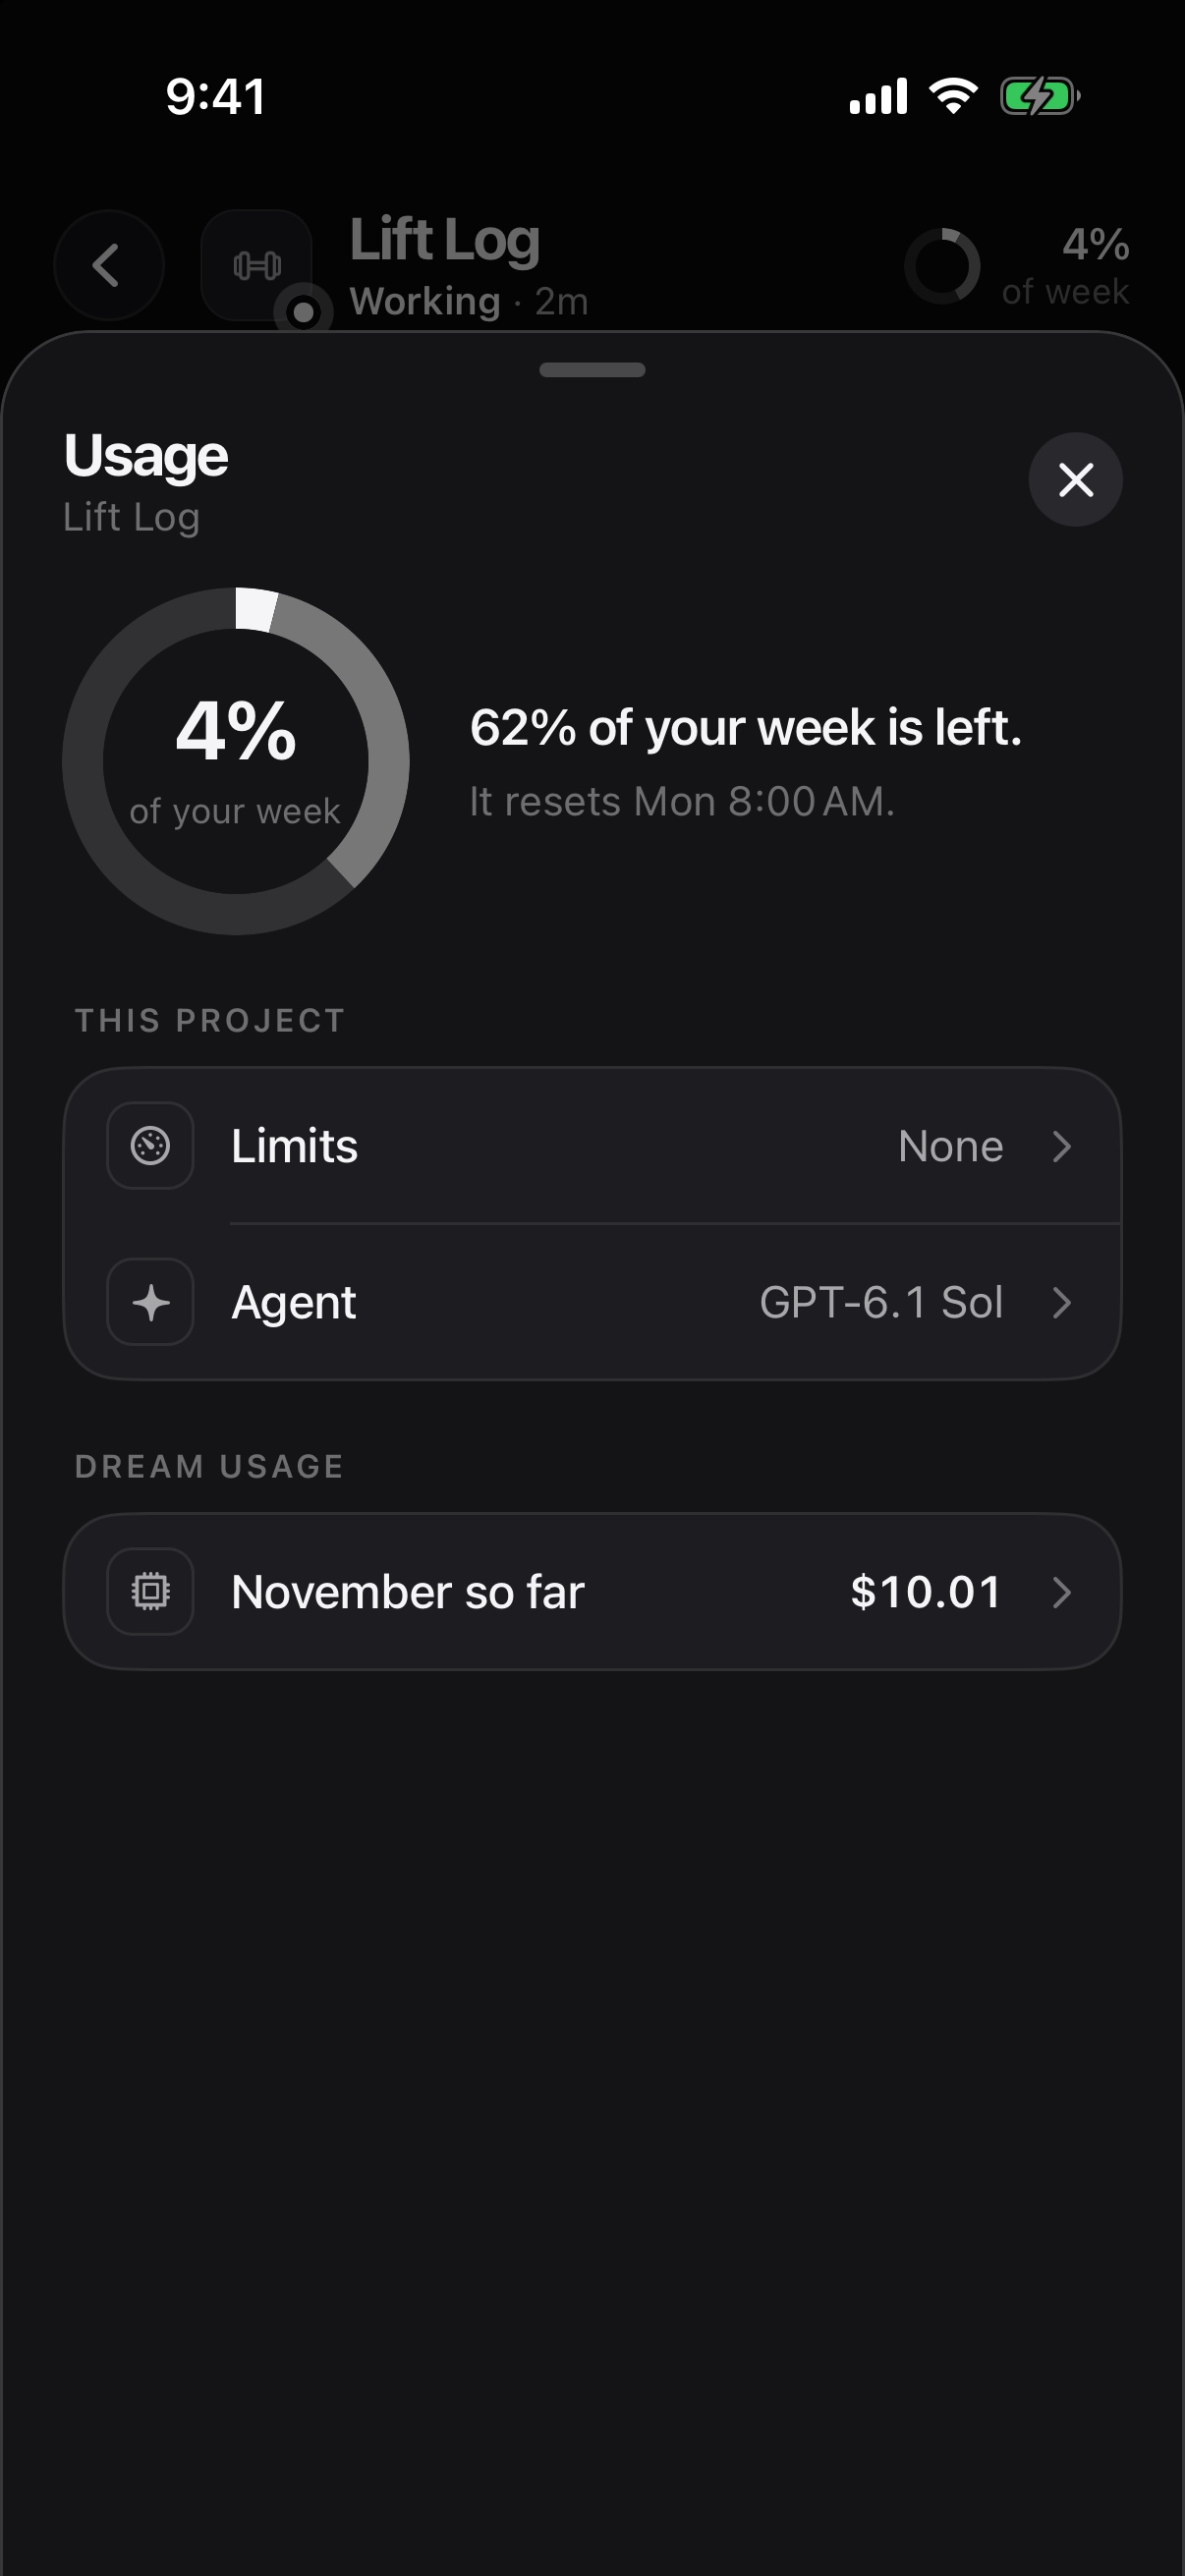 9:41
Lift Log
Working · 2m
4%
of week
Usage
Lift Log
4%
of your week
62% of your week is left.
It resets Mon 8:00 AM.
THIS PROJECT
Limits
None
Agent
GPT-6.1 Sol
DREAM USAGE
November so far
$10.01